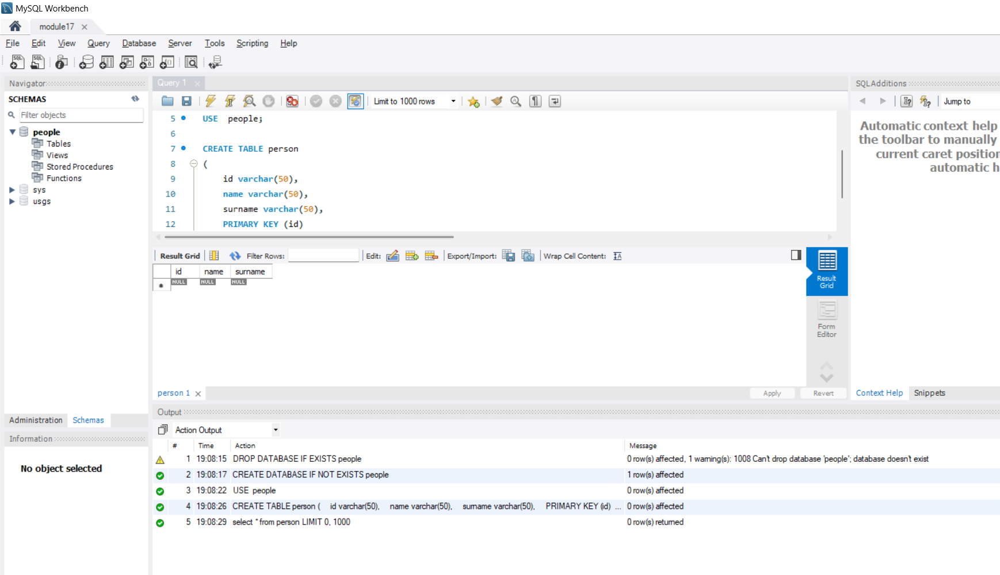 MySQL Workbench
module17
File Edit View Query Database Server Tools Scripting Help
Navigator
SCHEMAS
Filter objects
people
Tables
Views
Stored Procedures
Functions
sys
usgs
Administration Schemas
Information
No object selected
Query 1
Limit to 1000 rows
5 USE people;
6
7 CREATE TABLE person
8 (
9 id varchar(50),
10 name varchar(50),
11 surname varchar(50),
12 PRIMARY KEY (id)
Result Grid Filter Rows: Edit: Export/Import: Wrap Cell Content:
id name surname
NULL NULL NULL
Result
Grid
Form
Editor
person 1 Apply Revert
SQLAdditions
Jump to
Automatic context help
the toolbar to manually
current caret position
automatic h
Context Help Snippets
Output
Action Output
# Time Action Message
1 19:08:15 DROP DATABASE IF EXISTS people 0 row(s) affected, 1 warning(s): 1008 Can't drop database 'people'; database doesn't exist
2 19:08:17 CREATE DATABASE IF NOT EXISTS people 1 row(s) affected
3 19:08:22 USE people 0 row(s) affected
4 19:08:26 CREATE TABLE person ( id varchar(50), name varchar(50), surname varchar(50), PRIMARY KEY (id) ... 0 row(s) affected
5 19:08:29 select * from person LIMIT 0, 1000 0 row(s) returned